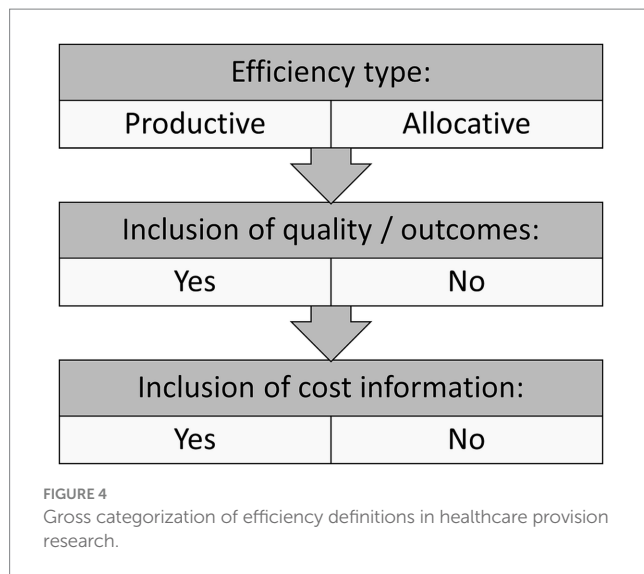 Efficiency type:
Productive Allocative
Inclusion of quality / outcomes:
Yes No
Inclusion of cost information:
Yes No
FIGURE 4
Gross categorization of efficiency definitions in healthcare provision
research.